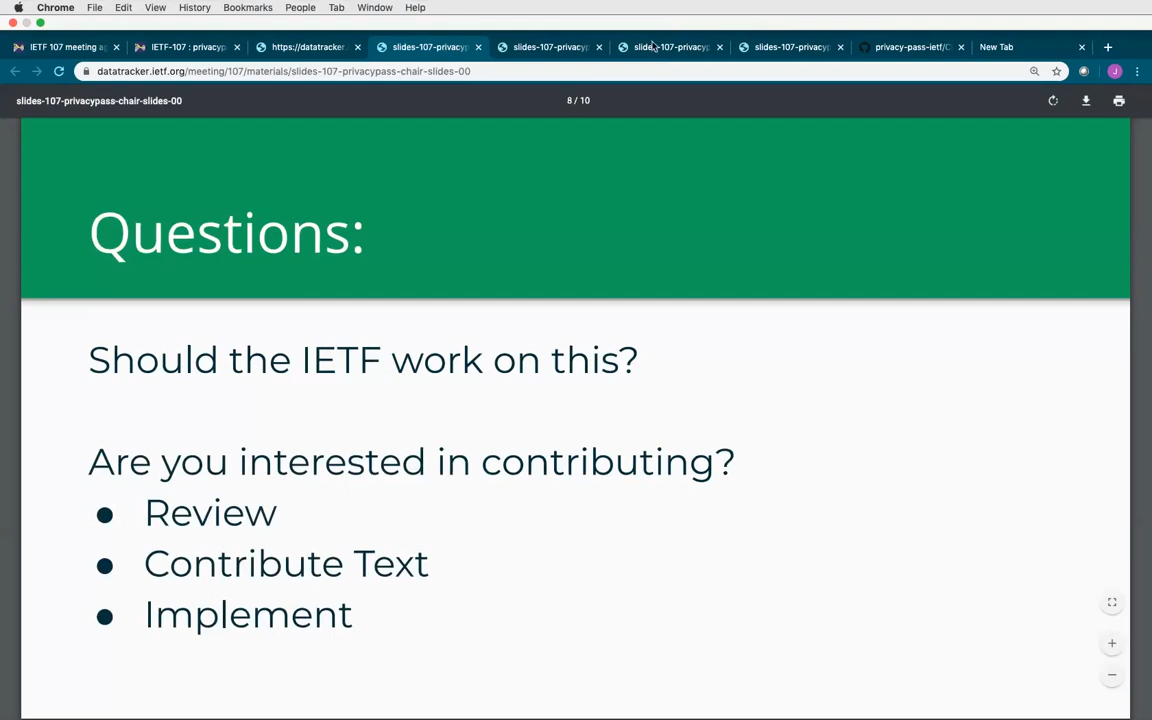 Chrome File Edit View History Bookmarks People Tab Window Help
IETF 107 meeting ag IETF-107 : privacyp https://datatracker. slides-107-privacyp slides-107-privacyp slides-107-privacyp slides-107-privacyp privacy-pass-ietf/C New Tab
datatracker.ietf.org/meeting/107/materials/slides-107-privacypass-chair-slides-00 J
slides-107-privacypass-chair-slides-00 8 / 10
Questions:
Should the IETF work on this?
Are you interested in contributing?
● Review
● Contribute Text
● Implement